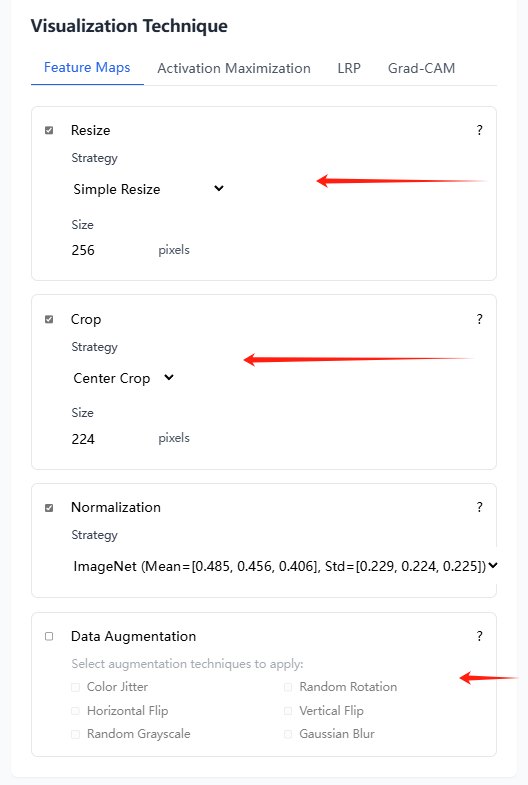 Visualization Technique
Feature Maps Activation Maximization LRP Grad-CAM
Resize ?
Strategy
Simple Resize
Size
256 pixels
Crop ?
Strategy
Center Crop
Size
224 pixels
Normalization ?
Strategy
ImageNet (Mean=[0.485, 0.456, 0.406], Std=[0.229, 0.224, 0.225])
Data Augmentation ?
Select augmentation techniques to apply:
Color Jitter Random Rotation
Horizontal Flip Vertical Flip
Random Grayscale Gaussian Blur